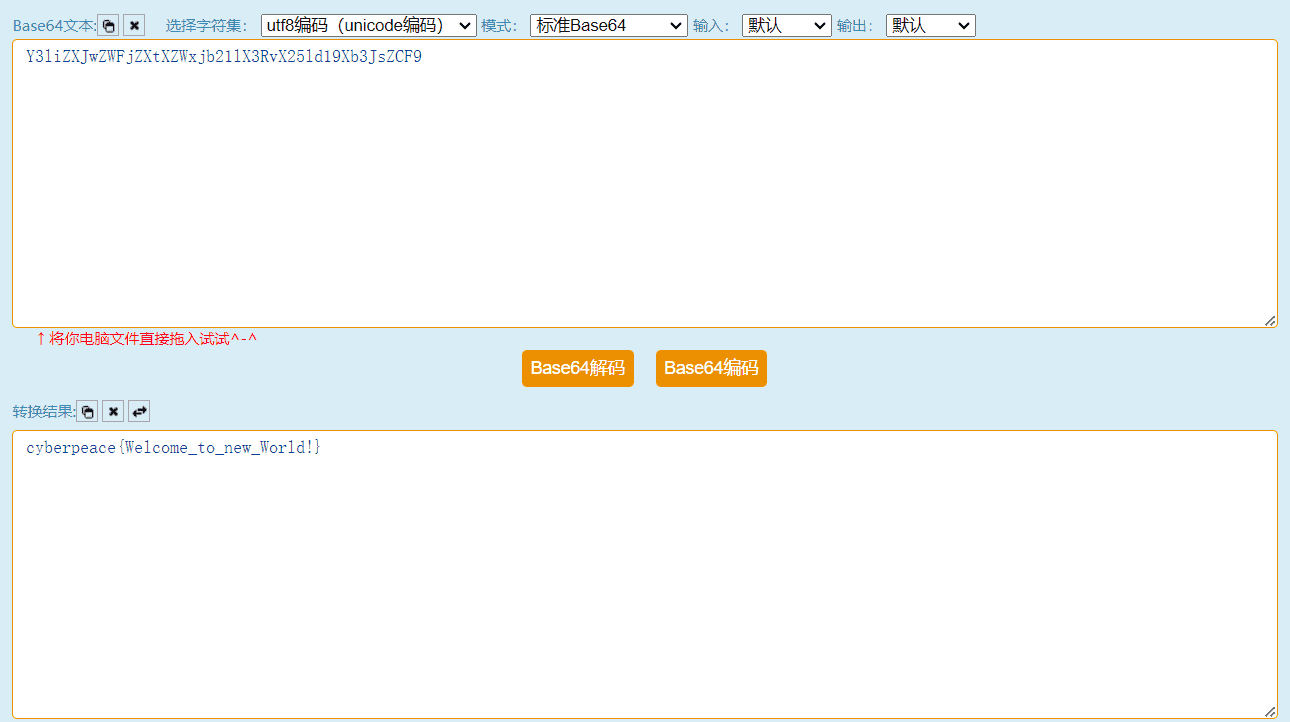 Base64文本: 选择字符集: utf8编码（unicode编码） 模式: 标准Base64 输入: 默认 输出: 默认
Y3liZXJwZWFjZXtXZWxjb21lX3RvX25ld19Xb3JsZCF9
↑将你电脑文件直接拖入试试^-^
Base64解码 Base64编码
转换结果:
cyberpeace{Welcome_to_new_World!}